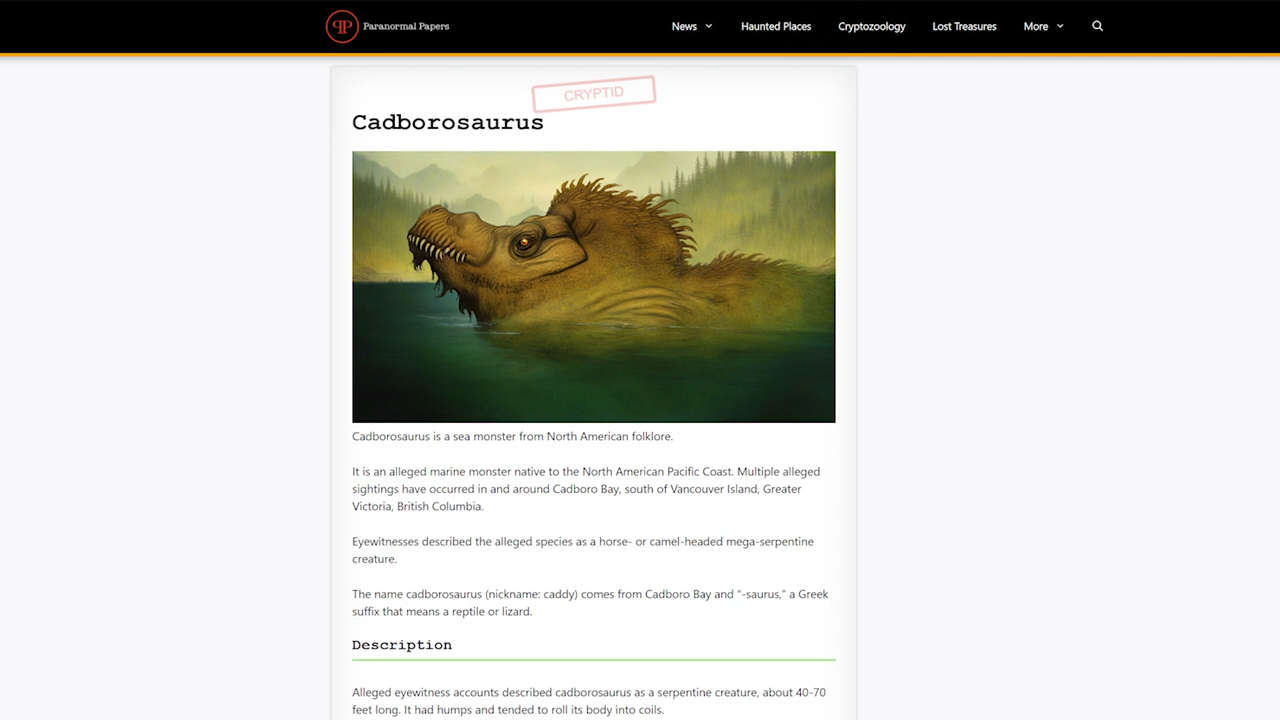 Paranormal Papers
News Haunted Places Cryptozoology Lost Treasures More
CRYPTID
Cadborosaurus
Cadborosaurus is a sea monster from North American folklore.
It is an alleged marine monster native to the North American Pacific Coast. Multiple alleged
sightings have occurred in and around Cadboro Bay, south of Vancouver Island, Greater
Victoria, British Columbia.
Eyewitnesses described the alleged species as a horse- or camel-headed mega-serpentine
creature.
The name cadborosaurus (nickname: caddy) comes from Cadboro Bay and “-saurus,” a Greek
suffix that means a reptile or lizard.
Description
Alleged eyewitness accounts described cadborosaurus as a serpentine creature, about 40-70
feet long. It had humps and tended to roll its body into coils.